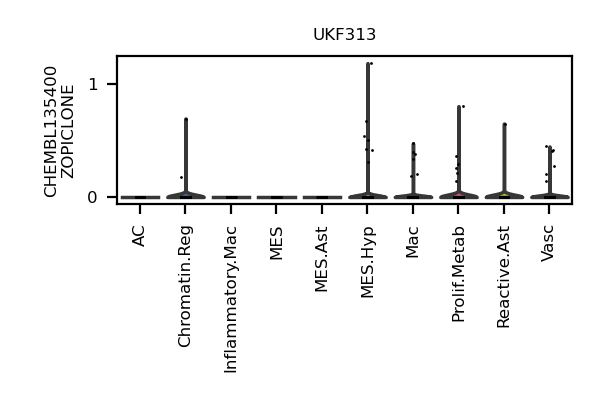 UKF313
CHEMBL135400
ZOPICLONE
1
0
AC
Chromatin.Reg
Inflammatory.Mac
MES
MES.Ast
MES.Hyp
Mac
Prolif.Metab
Reactive.Ast
Vasc